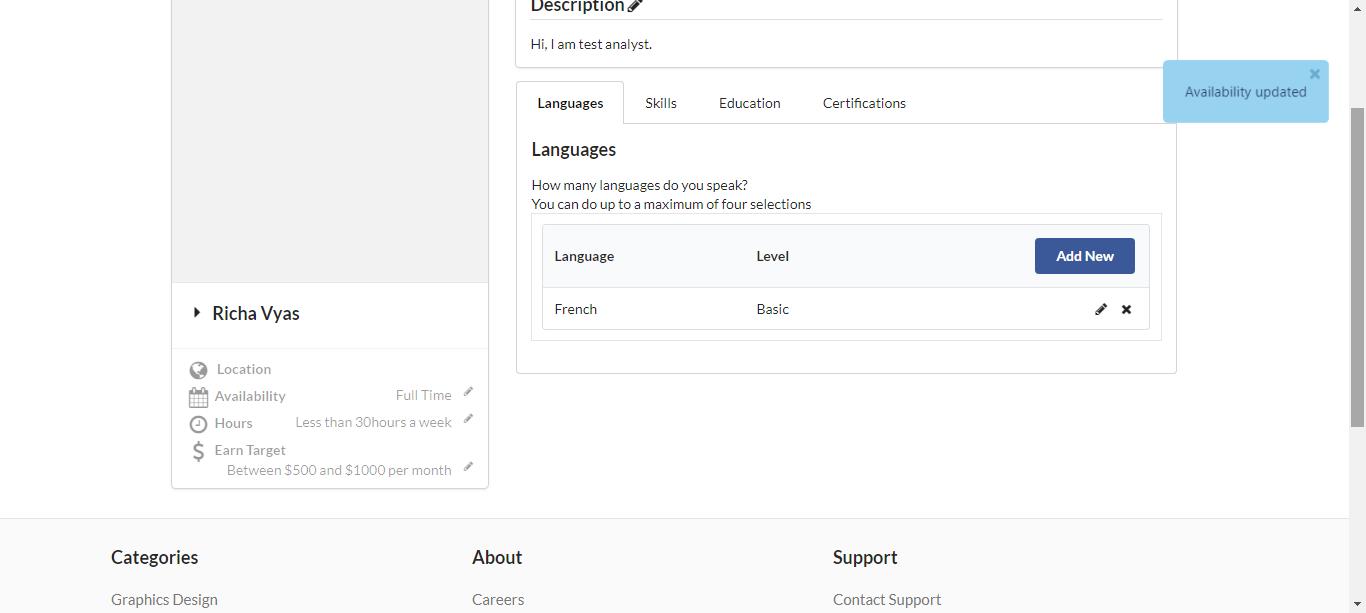 Description
Hi, I am test analyst.
Availability updated
Languages Skills Education Certifications
Languages
How many languages do you speak?
You can do up to a maximum of four selections
Language Level Add New
French Basic
Richa Vyas
Location
Availability Full Time
Hours Less than 30hours a week
Earn Target
Between $500 and $1000 per month
Categories About Support
Graphics Design Careers Contact Support